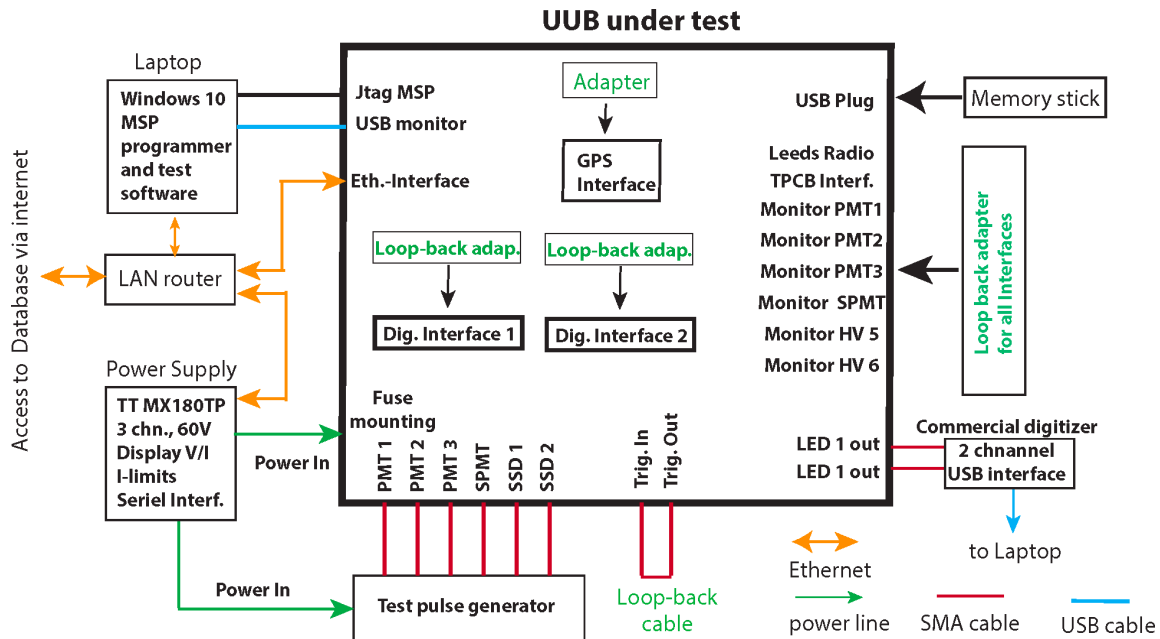 UUB under test
Laptop
Windows 10
MSP
programmer
and test
software
Jtag MSP
USB monitor
Eth.-Interface
Adapter
GPS
Interface
Loop-back adap.
Loop-back adap.
Dig. Interface 1
Dig. Interface 2
USB Plug
Memory stick
Leeds Radio
TPCB Interf.
Monitor PMT1
Monitor PMT2
Monitor PMT3
Monitor SPMT
Monitor HV 5
Monitor HV 6
Loop back adapter
for all Interfaces
Access to Database via internet
LAN router
Power Supply
TT MX180TP
3 chn., 60V
Display V/I
I-limits
Seriel Interf.
Fuse
mounting
Power In
PMT 1
PMT 2
PMT 3
SPMT
SSD 1
SSD 2
Trig. In
Trig. Out
LED 1 out
LED 1 out
Commercial digitizer
2 chnannel
USB interface
to Laptop
Power In
Test pulse generator
Loop-back
cable
Ethernet
power line
SMA cable
USB cable